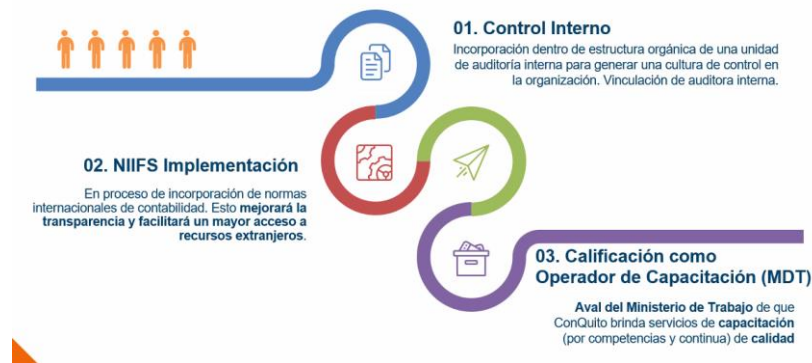 01. Control Interno
Incorporación dentro de estructura orgánica de una unidad
de auditoría interna para generar una cultura de control en
la organización. Vinculación de auditora interna.
02. NIIFS Implementación
En proceso de incorporación de normas
internacionales de contabilidad. Esto mejorará la
transparencia y facilitará un mayor acceso a
recursos extranjeros.
03. Calificación como
Operador de Capacitación (MDT)
Aval del Ministerio de Trabajo de que
ConQuito brinda servicios de capacitación
(por competencias y continua) de calidad